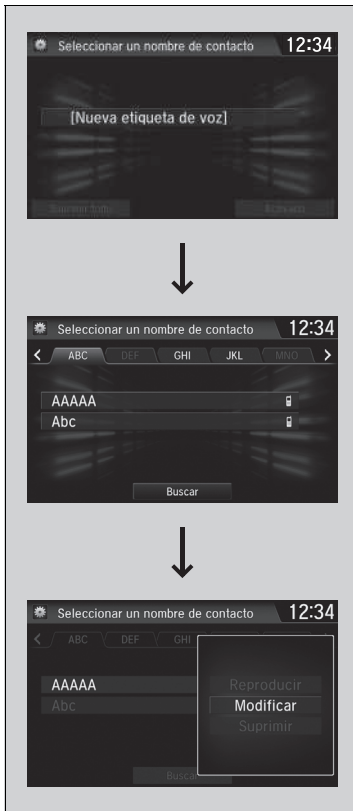 Seleccionar un nombre de contacto 12:34
[Nueva etiqueta de voz]
Seleccionar un nombre de contacto 12:34
ABC DEF GHI JKL MNO
AAAAA
Abc
Buscar
Seleccionar un nombre de contacto 12:34
ABC DEF GHI
AAAAA
Abc
Reproducir
Modificar
Suprimir
Buscar